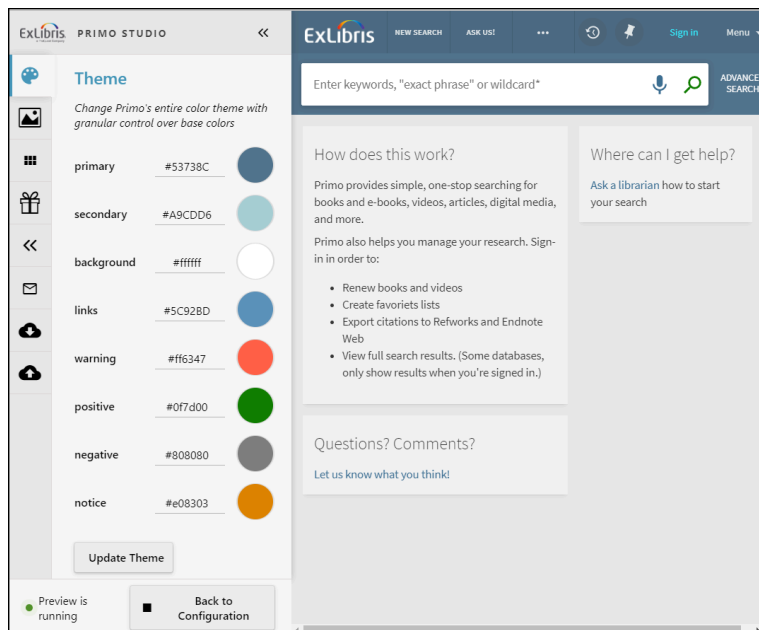 ExLibris PRIMO STUDIO
Theme
Change Primo's entire color theme with
granular control over base colors
primary #53738C
secondary #A9CDD6
background #ffffff
links #5C92BD
warning #ff6347
positive #0f7d00
negative #808080
notice #e08303
Update Theme
Preview is
running
Back to
Configuration
ExLibris NEW SEARCH ASK US! ... Sign in Menu
Enter keywords, "exact phrase" or wildcard*
ADVANCE
SEARCH
How does this work?
Primo provides simple, one-stop searching for
books and e-books, videos, articles, digital media,
and more.
Primo also helps you manage your research. Sign-
in in order to:
• Renew books and videos
• Create favoriets lists
• Export citations to Refworks and Endnote
Web
• View full search results. (Some databases,
only show results when you're signed in.)
Questions? Comments?
Let us know what you think!
Where can I get help?
Ask a librarian how to start
your search